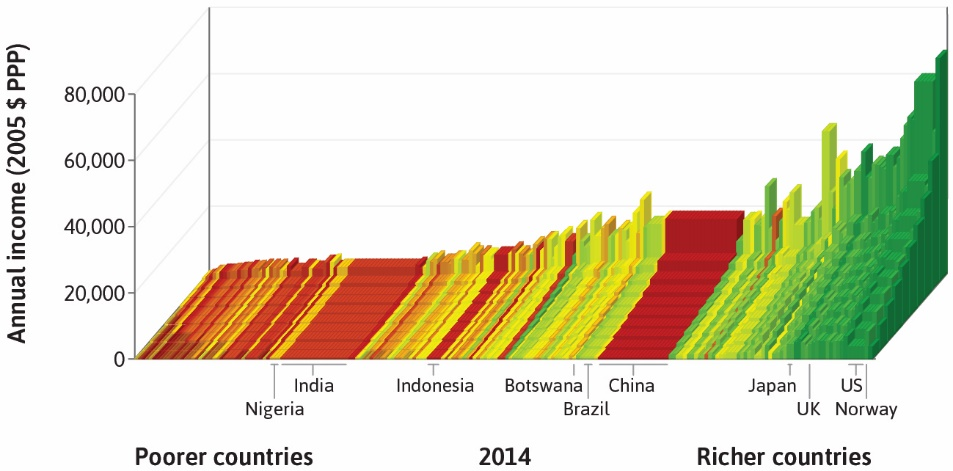 Annual income (2005 $ PPP)
80,000
60,000
40,000
20,000
0
India
Indonesia
Botswana
China
Japan
US
Nigeria
Brazil
UK
Norway
Poorer countries
2014
Richer countries